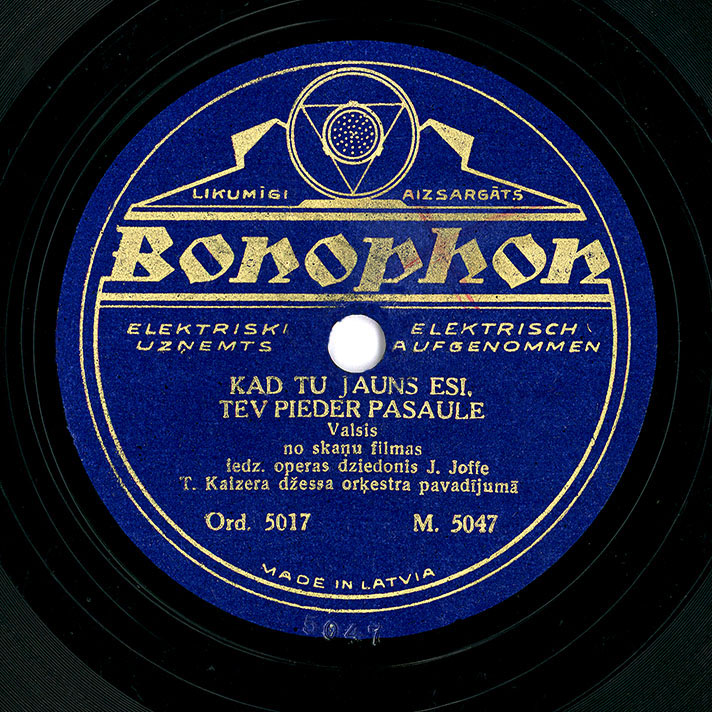 LIKUMĪGI AIZSARGĀTS
Bonophon
ELEKTRISKI ELEKTRISCH
UZŅEMTS AUFGENOMMEN
KAD TU JAUNS ESI,
TEV PIEDER PASAULE
Valsis
no skaņu filmas
iedz. operas dziedonis J. Joffe
T. Kaizera džessa orķestra pavadījumā
Ord. 5017 M. 5047
MADE IN LATVIA
5047